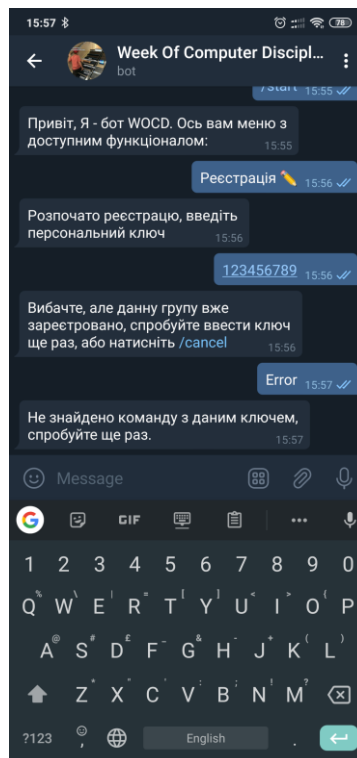 15:57
78
Week Of Computer Discipl...
bot
/start 15:55
Привіт, Я - бот WOCD. Ось вам меню з
доступним функціоналом:
15:55
Реєстрація ✏️ 15:56
Розпочато реєстрацю, введіть
персональний ключ
15:56
123456789 15:56
Вибачте, але данну групу вже
зареєстровано, спробуйте ввести ключ
ще раз, або натисніть /cancel
15:56
Error 15:57
Не знайдено команду з даним ключем,
спробуйте ще раз.
15:57
Message
G GIF
1 2 3 4 5 6 7 8 9 0
Q W E R T Y U I O P
A S D F G H J K L
Z X C V B N M
?123 , English .